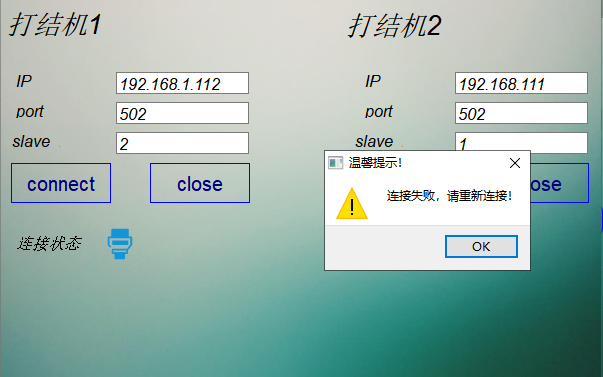 打结机1
打结机2
IP
192.168.1.112
IP
192.168.111
port
502
port
502
slave
2
slave
1
connect
close
ose
连接状态
温馨提示!
连接失败，请重新连接!
OK